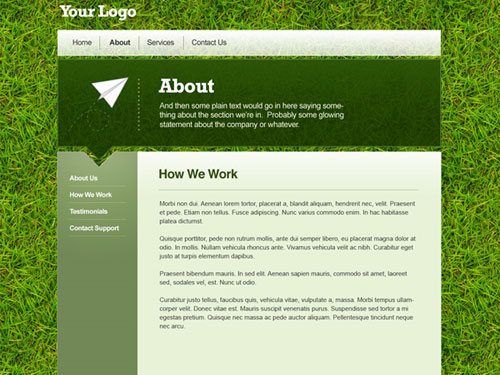 Your Logo
Home About Services Contact Us
About
And then some plain text would go in here saying some-
thing about the section we're in. Probably some glowing
statement about the company or whatever.
About Us
How We Work
Testimonials
Contact Support
How We Work
Morbi non dui. Aenean lorem tortor, placerat a, blandit aliquam, hendrerit nec, velit. Praesent
et pede. Etiam non tellus. Fusce adipiscing. Nunc varius commodo enim. In hac habitasse
platea dictumst.
Quisque porttitor, pede non rutrum mollis, ante dui semper libero, eu placerat magna dolor at
odio. In mollis. Nullam vehicula rhoncus ante. Vivamus vehicula velit ac nibh. Curabitur eget
justo at turpis elementum dapibus.
Praesent bibendum mauris. In sed elit. Aenean sapien mauris, commodo sit amet, laoreet
sed, sodales vel, est. Nunc ut odio.
Curabitur justo tellus, faucibus quis, vehicula vitae, vulputate a, massa. Morbi tempus ullam-
corper velit. Donec vitae est. Mauris suscipit venenatis purus. Suspendisse sed tortor a mi
egestas pretium. Quisque nec massa ac pede auctor aliquam. Pellentesque tincidunt neque
nec arcu.